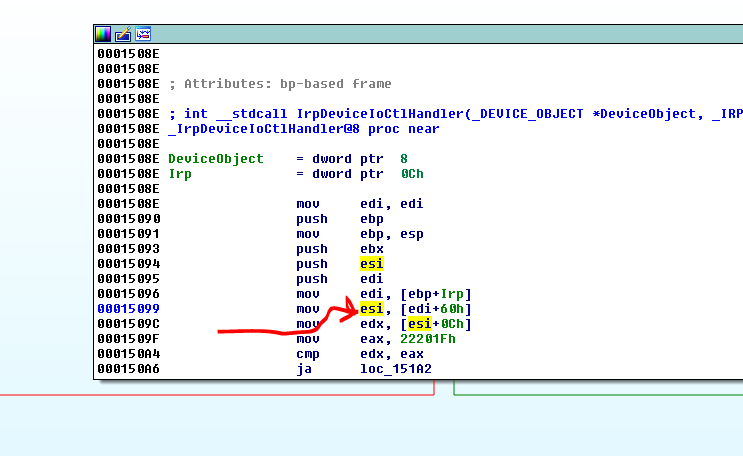 0001508E
0001508E
0001508E ; Attributes: bp-based frame
0001508E
0001508E ; int __stdcall IrpDeviceIoCtlHandler(_DEVICE_OBJECT *DeviceObject, _IRP
0001508E _IrpDeviceIoCtlHandler@8 proc near
0001508E
0001508E DeviceObject    = dword ptr  8
0001508E Irp             = dword ptr  0Ch
0001508E
0001508E                 mov     edi, edi
00015090                 push    ebp
00015091                 mov     ebp, esp
00015093                 push    ebx
00015094                 push    esi
00015095                 push    edi
00015096                 mov     edi, [ebp+Irp]
00015099                 mov     esi, [edi+60h]
0001509C                 mov     edx, [esi+0Ch]
0001509F                 mov     eax, 22201Fh
000150A4                 cmp     edx, eax
000150A6                 ja      loc_151A2